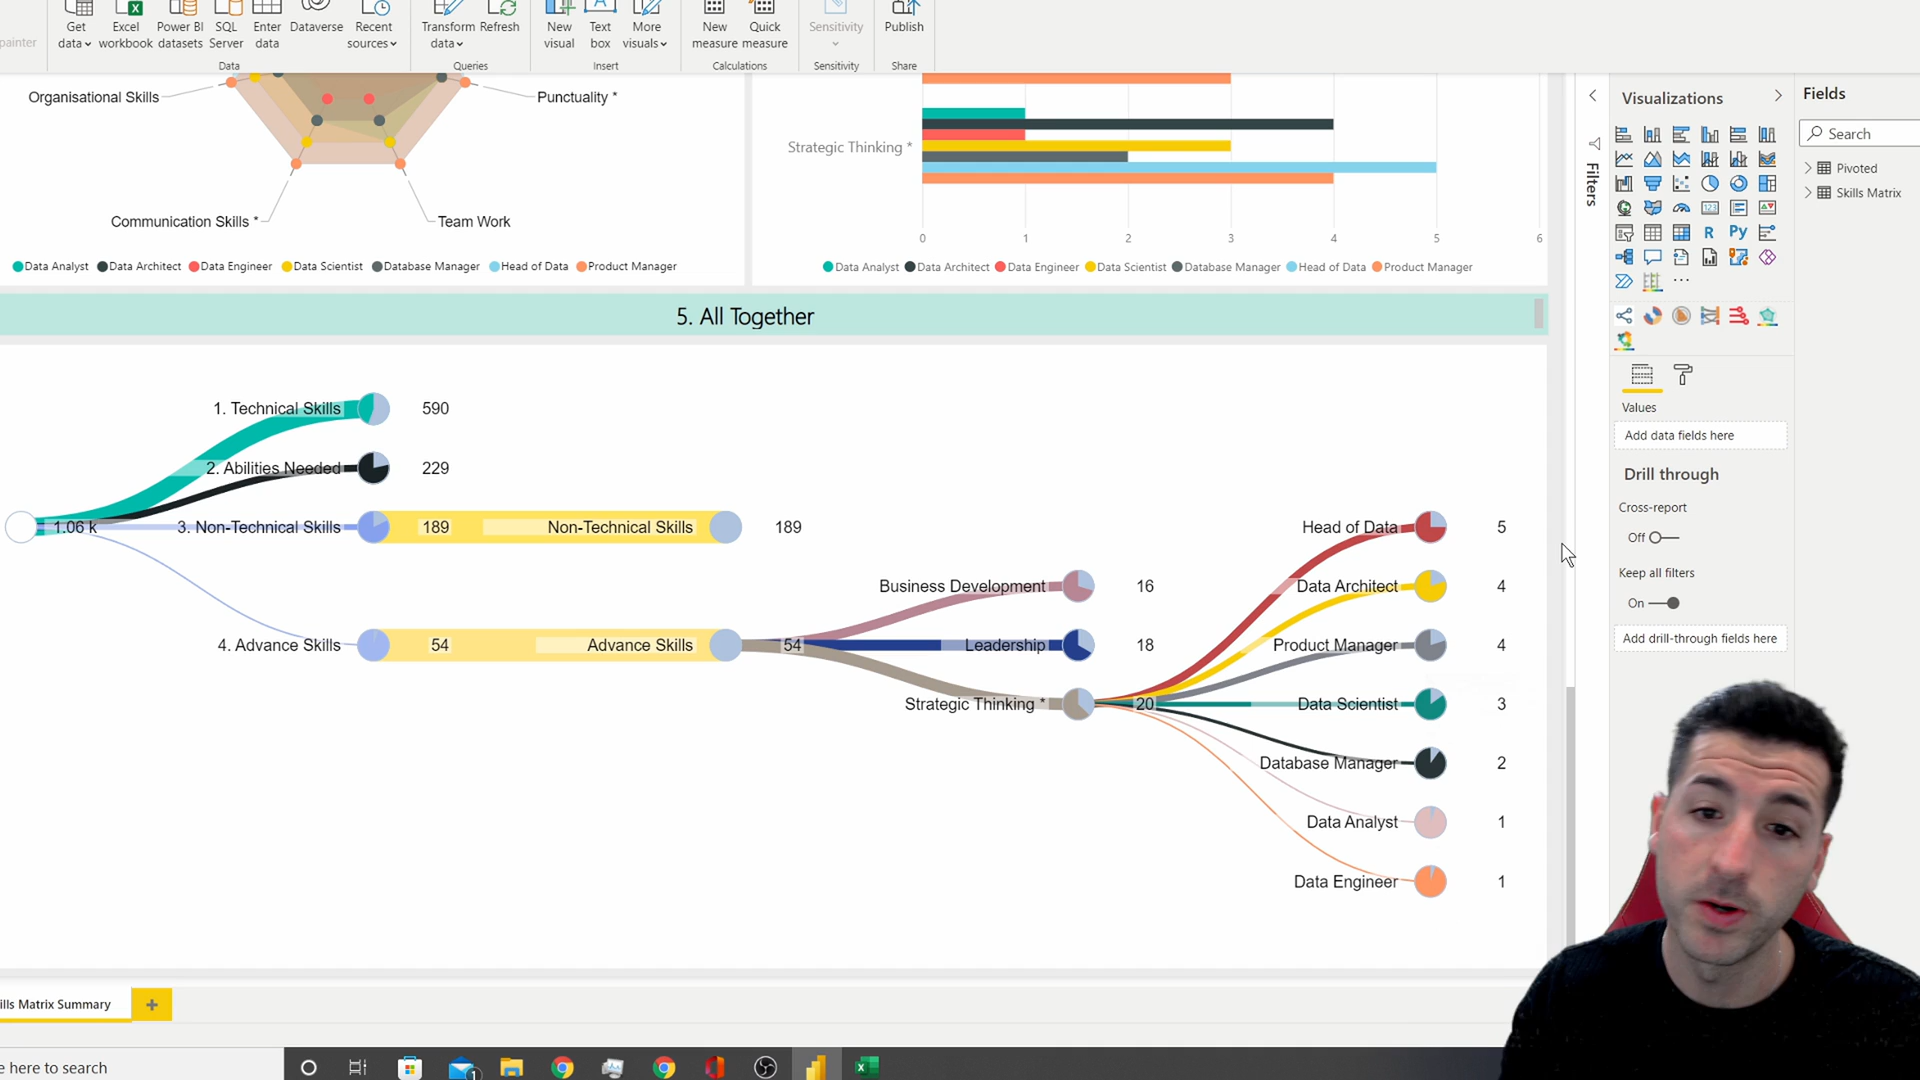 painter
Get data
Excel workbook
Power BI datasets
SQL Server
Enter data
Dataverse
Recent sources
Transform data
Refresh
New visual
Text box
More visuals
New measure
Quick measure
Sensitivity
Publish
Data
Queries
Insert
Calculations
Sensitivity
Share
Organisational Skills
Punctuality *
Communication Skills *
Team Work
Data Analyst Data Architect Data Engineer Data Scientist Database Manager Head of Data Product Manager
Strategic Thinking *
0 1 2 3 4 5 6
Data Analyst Data Architect Data Engineer Data Scientist Database Manager Head of Data Product Manager
5. All Together
1.06 k
1. Technical Skills 590
2. Abilities Needed 229
3. Non-Technical Skills 189 Non-Technical Skills 189
4. Advance Skills 54 Advance Skills 54
Business Development 16
Leadership 18
Strategic Thinking * 20
Head of Data 5
Data Architect 4
Product Manager 4
Data Scientist 3
Database Manager 2
Data Analyst 1
Data Engineer 1
Filters
Visualizations
123
R
Py
Values
Add data fields here
Drill through
Cross-report
Off
Keep all filters
On
Add drill-through fields here
Fields
Search
Pivoted
Skills Matrix
ills Matrix Summary
e here to search
1